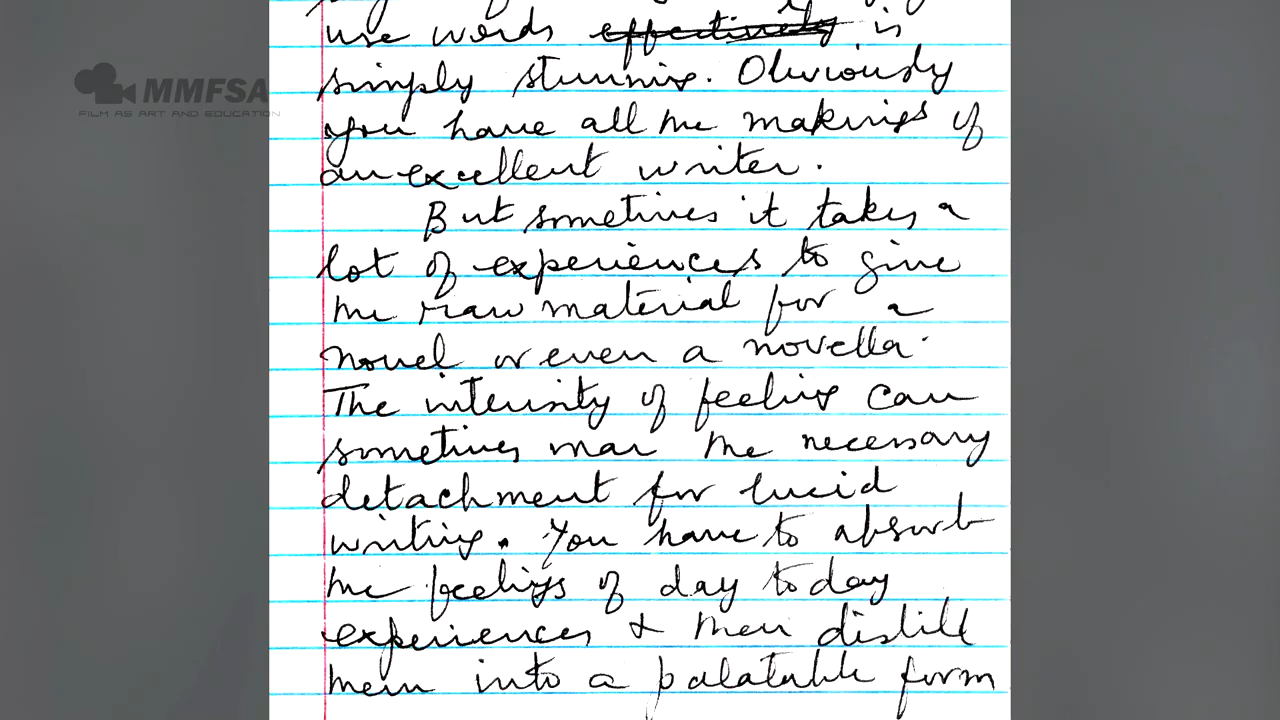 MMFSA
FILM AS ART AND EDUCATION
use words effectively is
simply stunning. Obviously
you have all the makings of
an excellent writer.
But sometimes it takes a
lot of experiences to give
the raw material for a
novel or even a novella.
The intensity of feeling can
sometimes mar the necessary
detachment for lucid
writing. You have to absorb
the feelings of day to day
experiences & then distill
them into a palatable form